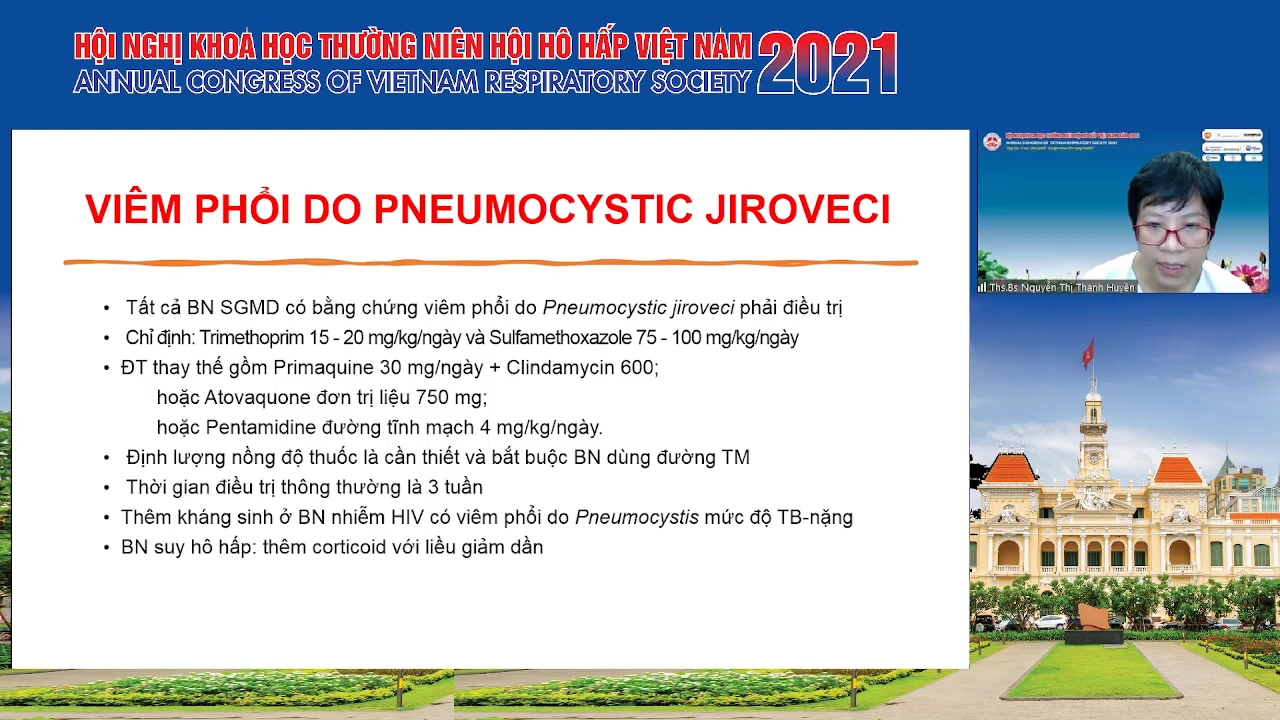 HỘI NGHỊ KHOA HỌC THƯỜNG NIÊN HỘI HÔ HẤP VIỆT NAM 2021
ANNUAL CONGRESS OF VIETNAM RESPIRATORY SOCIETY
VIÊM PHỔI DO PNEUMOCYSTIC JIROVECI
• Tất cả BN SGMD có bằng chứng viêm phổi do Pneumocystic jiroveci phải điều trị
• Chỉ định: Trimethoprim 15 - 20 mg/kg/ngày và Sulfamethoxazole 75 - 100 mg/kg/ngày
• ĐT thay thế gồm Primaquine 30 mg/ngày + Clindamycin 600;
hoặc Atovaquone đơn trị liệu 750 mg;
hoặc Pentamidine đường tĩnh mạch 4 mg/kg/ngày.
• Định lượng nồng độ thuốc là cần thiết và bắt buộc BN dùng đường TM
• Thời gian điều trị thông thường là 3 tuần
• Thêm kháng sinh ở BN nhiễm HIV có viêm phổi do Pneumocystis mức độ TB-nặng
• BN suy hô hấp: thêm corticoid với liều giảm dần
ANNUAL CONGRESS OF VIETNAM RESPIRATORY SOCIETY 2021
Ths.Bs Nguyễn Thị Thanh Huyền